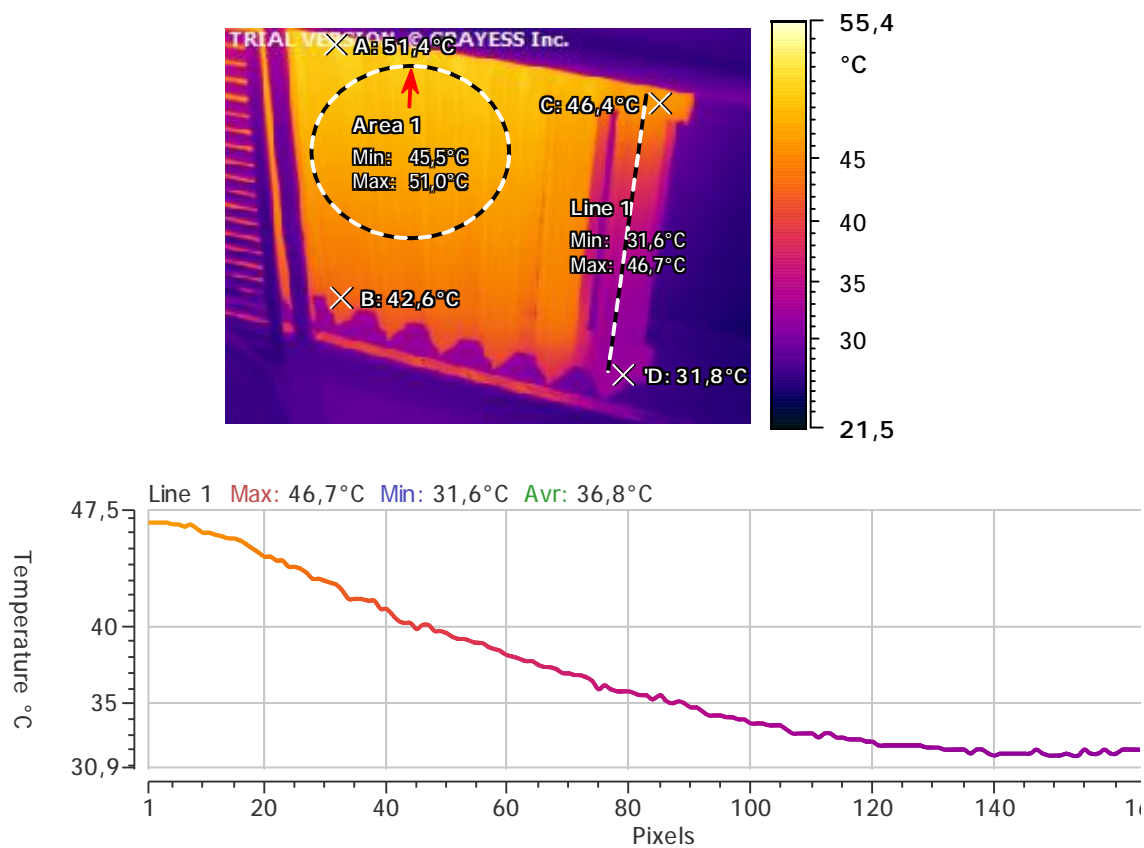 TRIAL VERSION © GRAYESS Inc.
A: 51,4°C
Area 1
Min: 45,5°C
Max: 51,0°C
B: 42,6°C
C: 46,4°C
Line 1
Min: 31,6°C
Max: 46,7°C
D: 31,8°C
55,4
°C
45
40
35
30
21,5
Line 1 Max: 46,7°C Min: 31,6°C Avr: 36,8°C
Temperature °C
47,5
40
35
30,9
1 20 40 60 80 100 120 140
Pixels